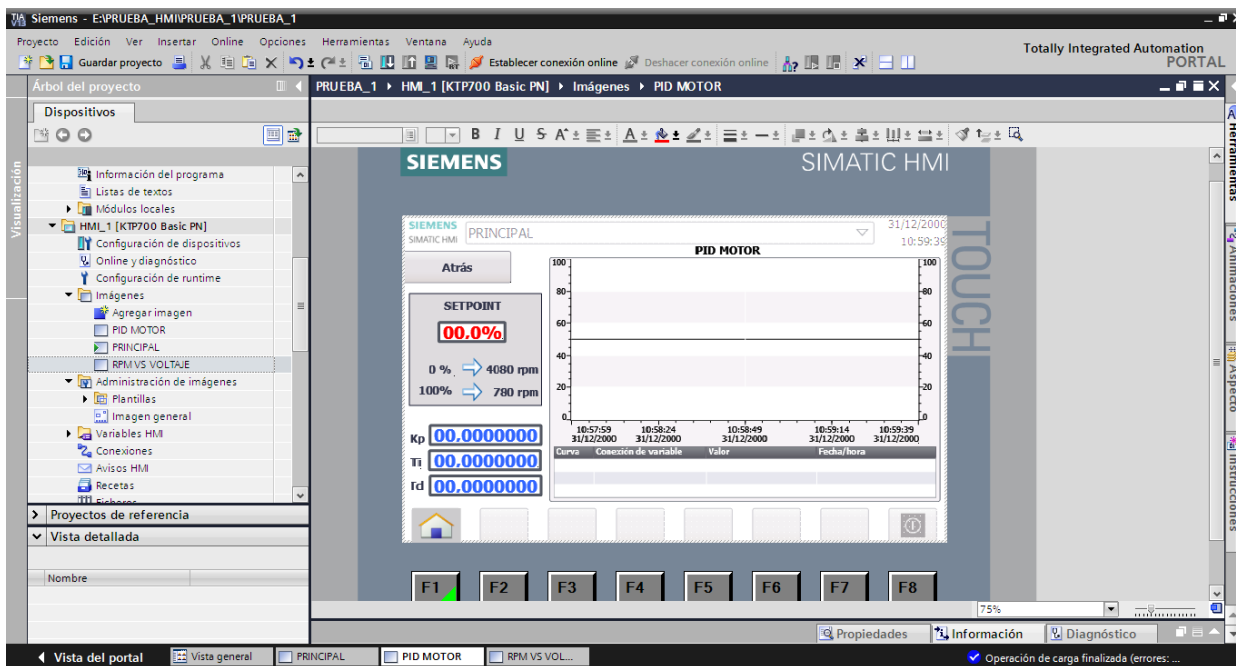 Siemens - E:\PRUEBA_HMI\PRUEBA_1\PRUEBA_1
Proyecto Edición Ver Insertar Online Opciones Herramientas Ventana Ayuda
Totally Integrated Automation
PORTAL
Guardar proyecto Establecer conexión online Deshacer conexión online
Árbol del proyecto
PRUEBA_1 HMI_1 [KTP700 Basic PN] Imágenes PID MOTOR
Dispositivos
Visualización
Información del programa
Listas de textos
Módulos locales
HMI_1 [KTP700 Basic PN]
Configuración de dispositivos
Online y diagnóstico
Configuración de runtime
Imágenes
Agregar imagen
PID MOTOR
PRINCIPAL
RPM VS VOLTAJE
Administración de imágenes
Plantillas
Imagen general
Variables HMI
Conexiones
Avisos HMI
Recetas
Ficheros
Proyectos de referencia
Vista detallada
Nombre
B I U S
SIEMENS
SIMATIC HMI
TOUCH
SIEMENS
SIMATIC HMI
PRINCIPAL
31/12/2000
10:59:39
Atrás
PID MOTOR
SETPOINT
00.0%
0 % 4080 rpm
100% 780 rpm
Kp 00.0000000
Ti 00.0000000
Td 00.0000000
100 100
80 80
60 60
40 40
20 20
0 0
10:57:59 10:58:24 10:58:49 10:59:14 10:59:39
31/12/2000 31/12/2000 31/12/2000 31/12/2000 31/12/2000
Curva Conexión de variable Valor Fecha/hora
F1 F2 F3 F4 F5 F6 F7 F8
75%
Propiedades Información Diagnóstico
Herramientas
Animaciones
Aspecto
Instrucciones
Vista del portal Vista general PRINCIPAL PID MOTOR RPM VS VOL...
Operación de carga finalizada (errores: ...